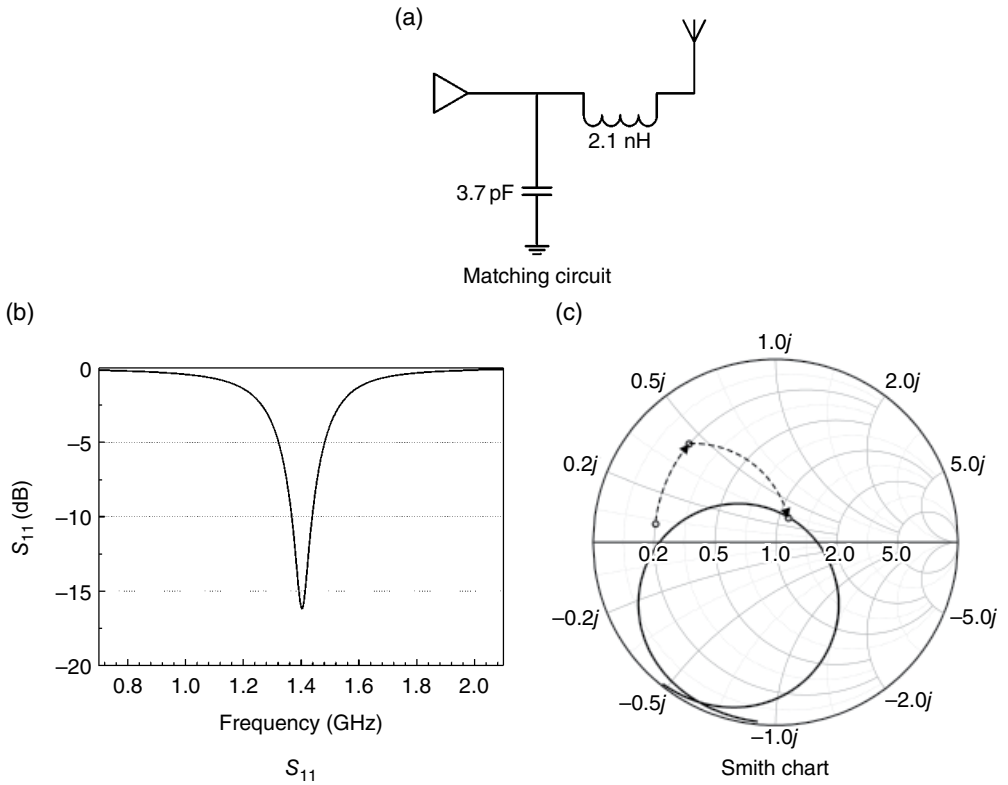 (a)
2.1 nH
3.7 pF
Matching circuit
(b)
0
−5
−10
−15
−20
S11 (dB)
0.8 1.0 1.2 1.4 1.6 1.8 2.0
Frequency (GHz)
S11
(c)
1.0j
0.5j
2.0j
0.2j
5.0j
0.2 0.5 1.0 2.0 5.0
−0.2j
−5.0j
−0.5j
−2.0j
−1.0j
Smith chart